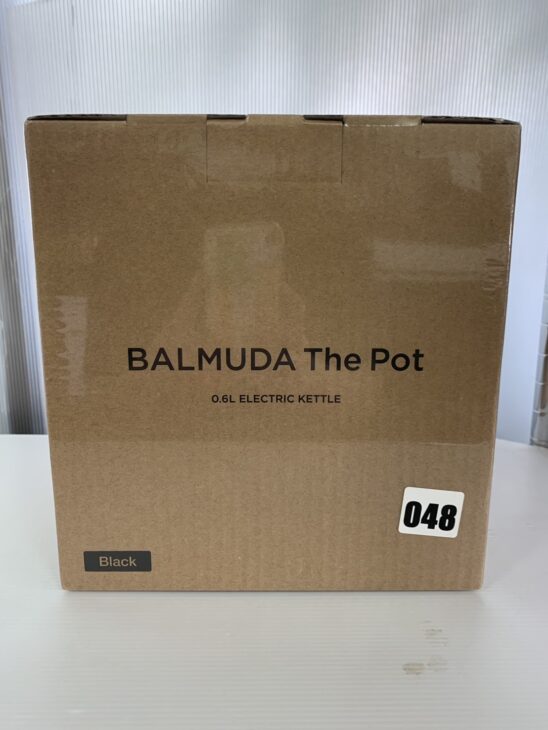 BALMUDA The Pot
0.6L ELECTRIC KETTLE
048
Black